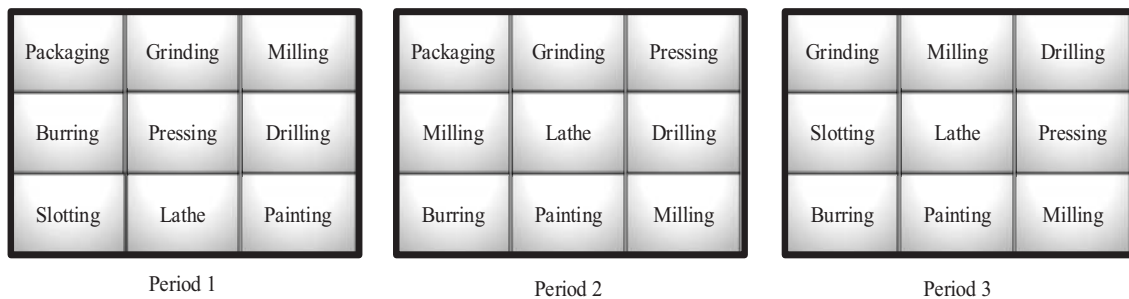 Packaging Grinding Milling
Burring Pressing Drilling
Slotting Lathe Painting
Period 1
Packaging Grinding Pressing
Milling Lathe Drilling
Burring Painting Milling
Period 2
Grinding Milling Drilling
Slotting Lathe Pressing
Burring Painting Milling
Period 3